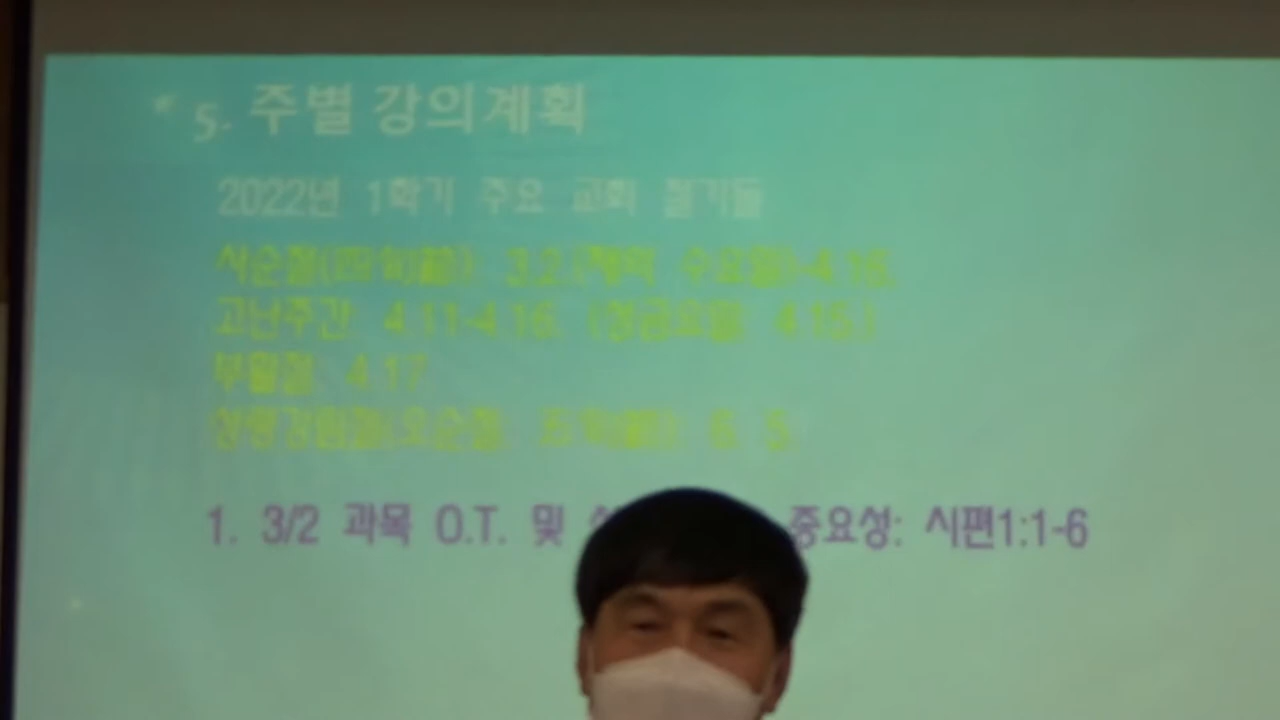 5. 주별 강의계획
2022년 1학기 주요 교회 절기들
사순절(四旬節): 3.2.(재의 수요일)-4.16.
고난주간: 4.11-4.16. (성금요일: 4.15.)
부활절: 4.17.
성령강림절(오순절: 五旬節): 6. 5.
1. 3/2 과목 O.T. 및 중요성: 시편1:1-6